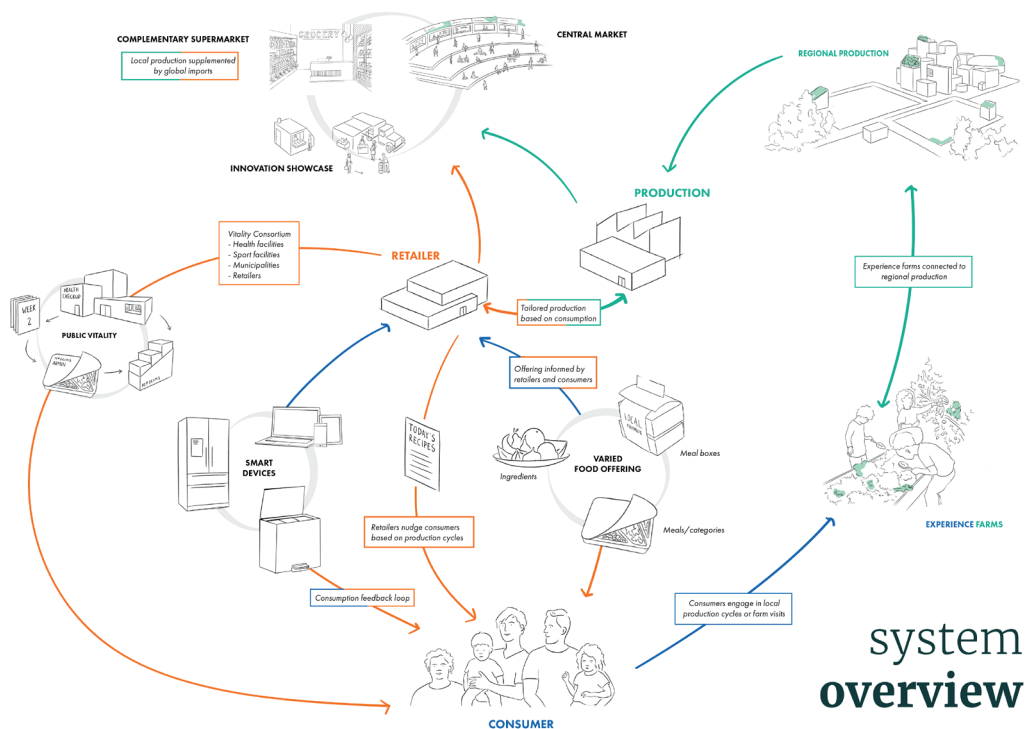 COMPLEMENTARY SUPERMARKET
Local production supplemented
by global imports
GROCERY
CENTRAL MARKET
INNOVATION SHOWCASE
REGIONAL PRODUCTION
PRODUCTION
Vitality Consortium
- Health facilities
- Sport facilities
- Municipalities
- Retailers
RETAILER
Tailored production
based on consumption
Experience farms connected to
regional production
HEALTH
CHECKUP
WEEK
2
PUBLIC VITALITY
Offering informed by
retailers and consumers
TODAY'S
RECIPES
LOCAL
Meal boxes
Ingredients
VARIED
FOOD OFFERING
SMART
DEVICES
Meals/categories
Retailers nudge consumers
based on production cycles
EXPERIENCE FARMS
Consumption feedback loop
Consumers engage in local
production cycles or farm visits
CONSUMER
system
overview